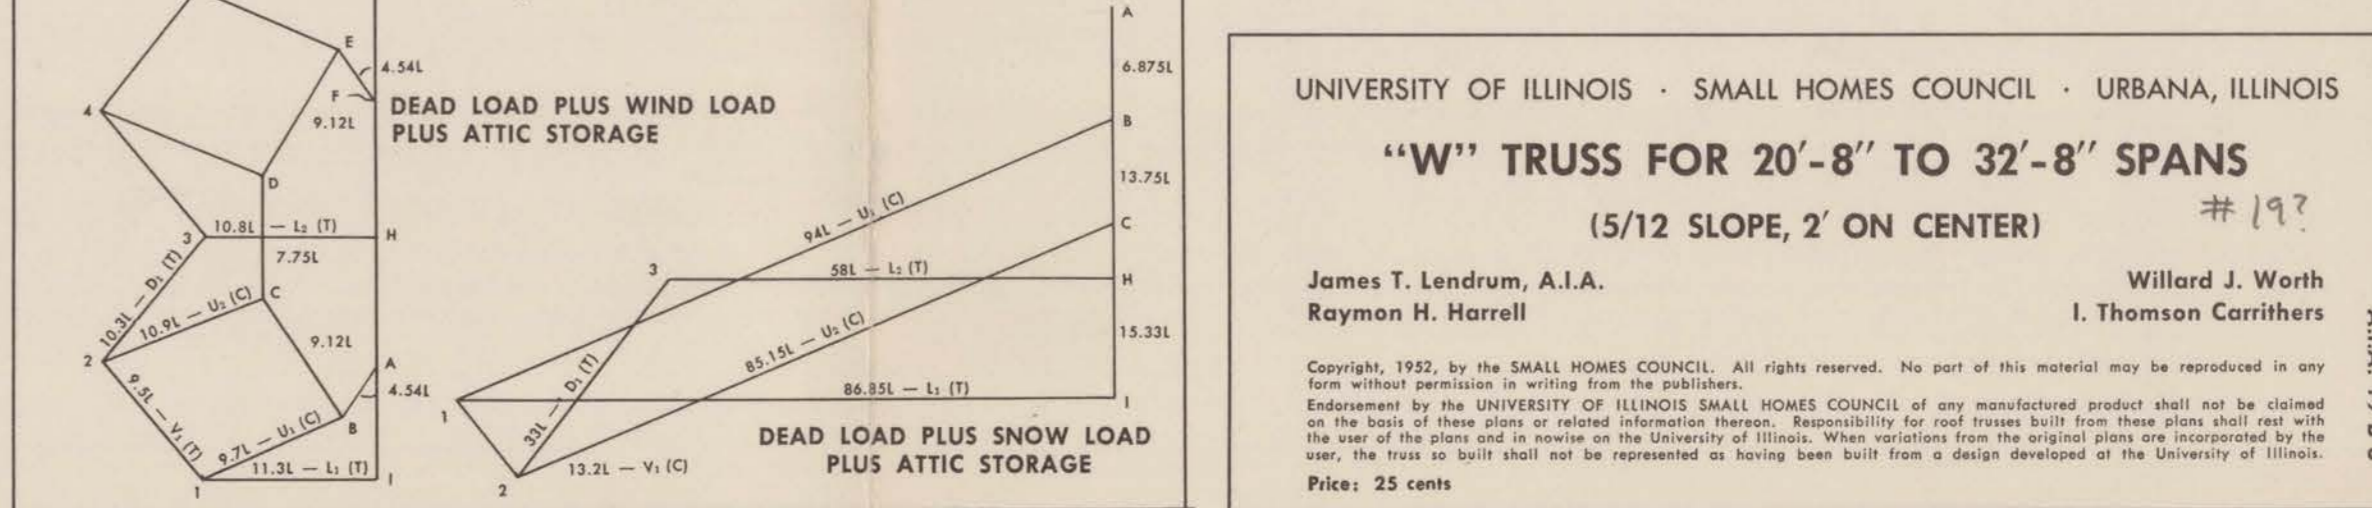 E
4.54L
F
9.12L
DEAD LOAD PLUS WIND LOAD
PLUS ATTIC STORAGE
4
D
10.8L — L₂ (T)
3
H
7.75L
10.3L — D₁ (T)
10.9L — U₂ (C)
C
9.12L
2
A
4.54L
9.5L — V₁ (T)
9.7L — U₁ (C)
B
11.3L — L₁ (T)
I
1
A
6.875L
B
13.75L
94L — U₁ (C)
C
3
58L — L₂ (T)
H
85.15L — U₂ (C)
15.33L
33L — D₁ (T)
86.85L — L₁ (T)
1
I
13.2L — V₁ (C)
2
DEAD LOAD PLUS SNOW LOAD
PLUS ATTIC STORAGE
UNIVERSITY OF ILLINOIS · SMALL HOMES COUNCIL · URBANA, ILLINOIS
“W” TRUSS FOR 20′-8″ TO 32′-8″ SPANS
# 19?
(5/12 SLOPE, 2′ ON CENTER)
James T. Lendrum, A.I.A.
Raymon H. Harrell
Willard J. Worth
I. Thomson Carrithers
Copyright, 1952, by the SMALL HOMES COUNCIL. All rights reserved. No part of this material may be reproduced in any
form without permission in writing from the publishers.
Endorsement by the UNIVERSITY OF ILLINOIS SMALL HOMES COUNCIL of any manufactured product shall not be claimed
on the basis of these plans or related information thereon. Responsibility for roof trusses built from these plans shall rest with
the user of the plans and in nowise on the University of Illinois. When variations from the original plans are incorporated by the
user, the truss so built shall not be represented as having been built from a design developed at the University of Illinois.
Price: 25 cents